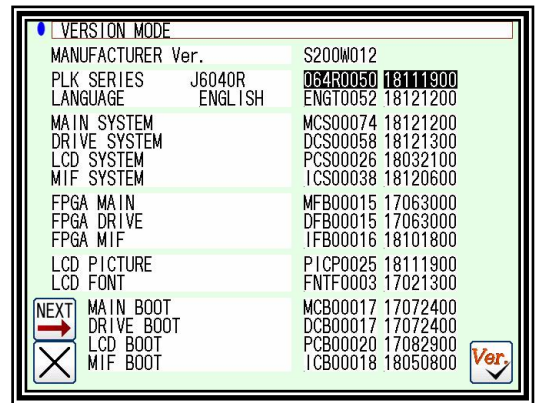 VERSION MODE
MANUFACTURER Ver. S200W012
PLK SERIES J6040R 064R0050 18111900
LANGUAGE ENGLISH ENGT0052 18121200
MAIN SYSTEM MCS00074 18121200
DRIVE SYSTEM DCS00058 18121300
LCD SYSTEM PCS00026 18032100
MIF SYSTEM ICS00038 18120600
FPGA MAIN MFB00015 17063000
FPGA DRIVE DFB00015 17063000
FPGA MIF IFB00016 18101800
LCD PICTURE PICP0025 18111900
LCD FONT FNTF0003 17021300
NEXT MAIN BOOT MCB00017 17072400
DRIVE BOOT DCB00017 17072400
LCD BOOT PCB00020 17082900
MIF BOOT ICB00018 18050800
Ver.